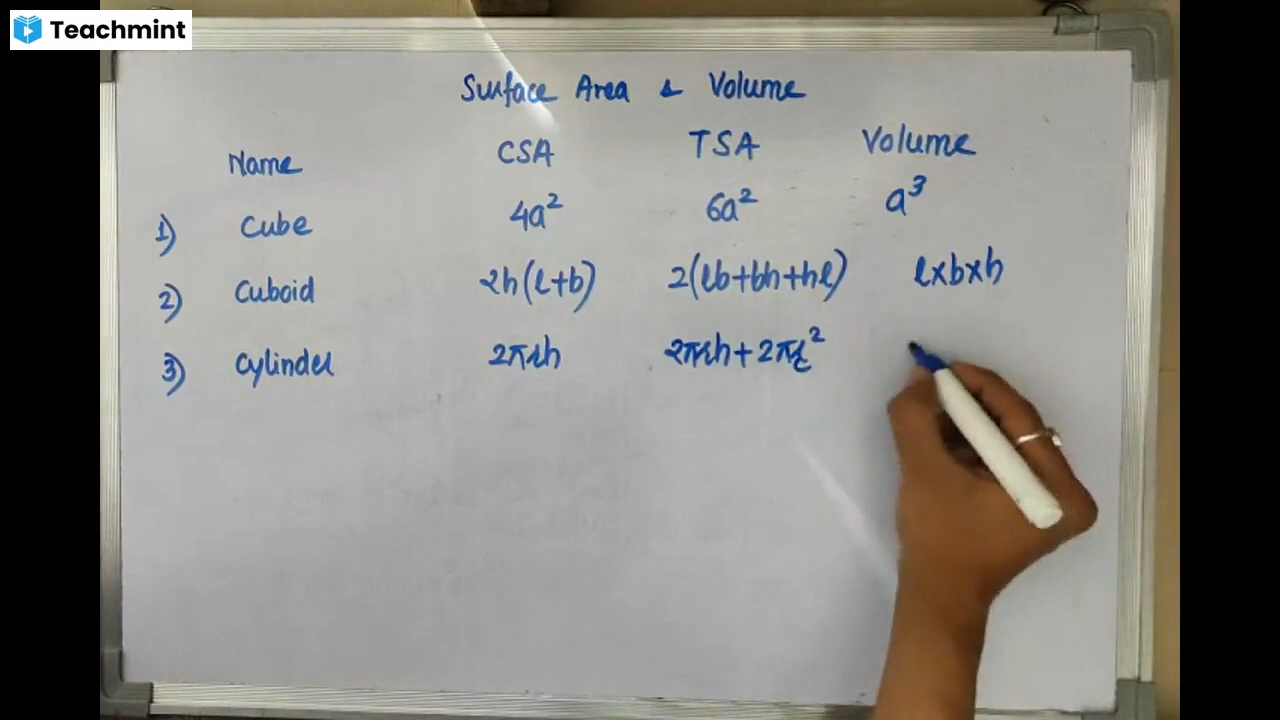 Teachmint
Surface Area & Volume
Name CSA TSA Volume
1) Cube 4a² 6a² a³
2) Cuboid 2h(l+b) 2(lb+bh+hl) l×b×h
3) Cylinder 2πrh 2πrh+2πr²